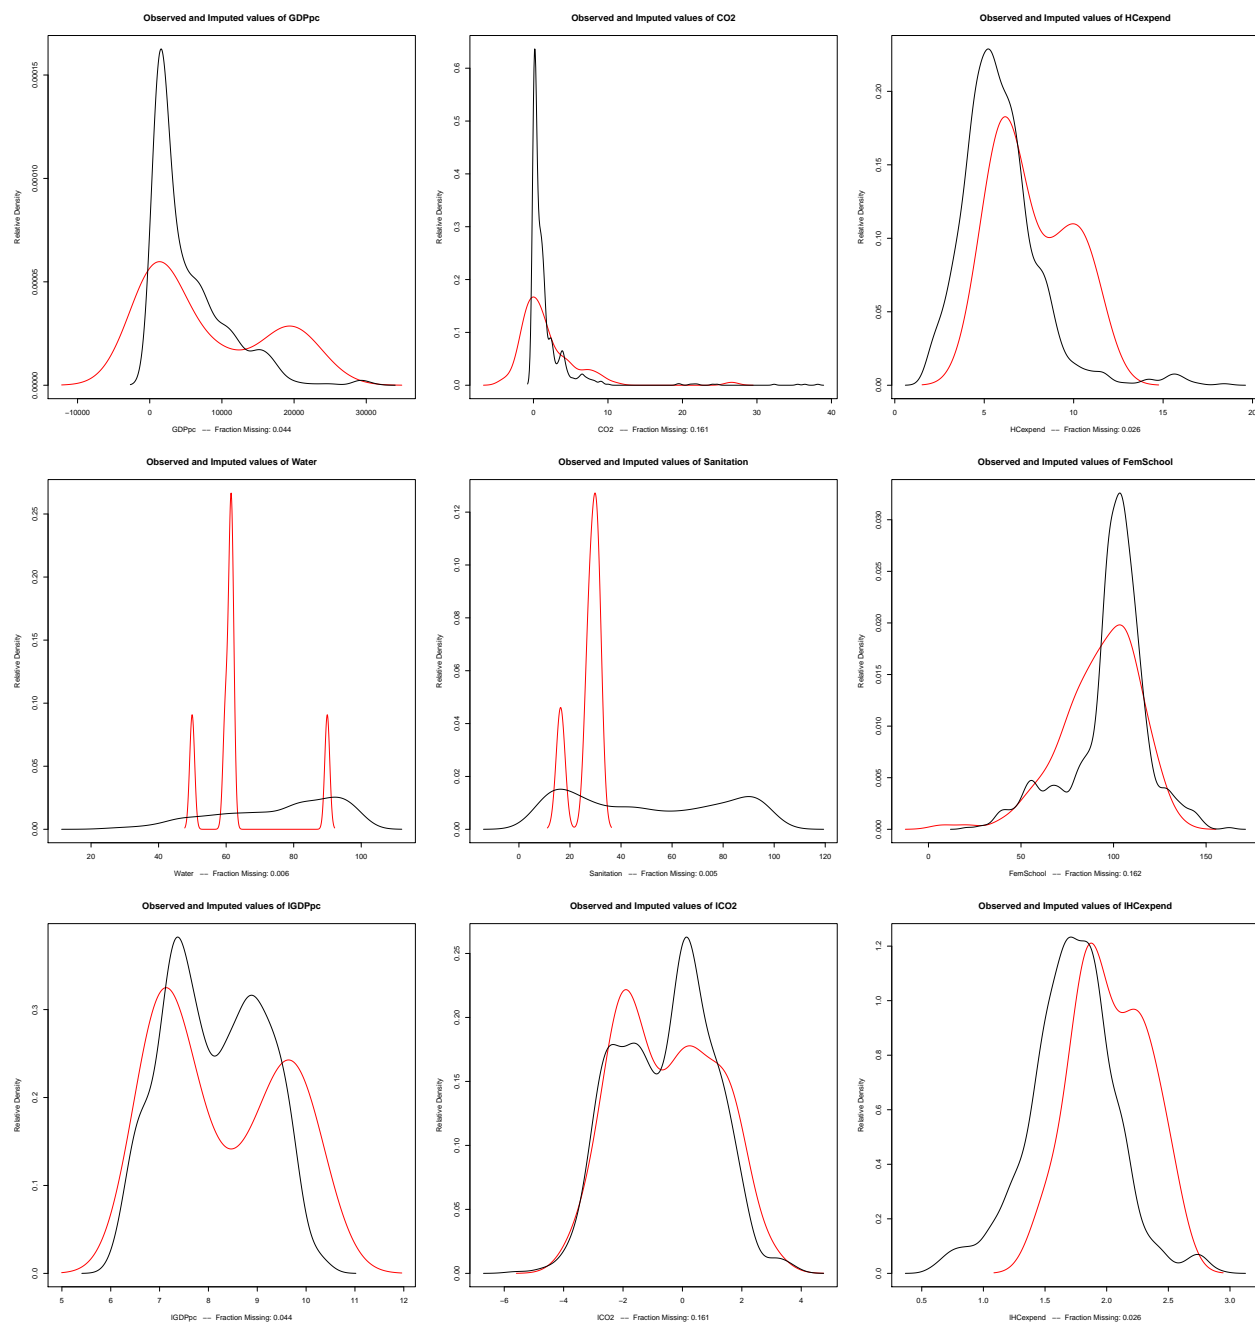 Observed and Imputed values of GDPpc
Relative Density
0.00000
0.00005
0.00010
0.00015
−10000 0 10000 20000 30000
GDPpc −− Fraction Missing: 0.044
Observed and Imputed values of CO2
Relative Density
0.0
0.1
0.2
0.3
0.4
0.5
0.6
0 10 20 30 40
CO2 −− Fraction Missing: 0.161
Observed and Imputed values of HCexpend
Relative Density
0.00
0.05
0.10
0.15
0.20
0 5 10 15 20
HCexpend −− Fraction Missing: 0.026
Observed and Imputed values of Water
Relative Density
0.00
0.05
0.10
0.15
0.20
0.25
20 40 60 80 100
Water −− Fraction Missing: 0.006
Observed and Imputed values of Sanitation
Relative Density
0.00
0.02
0.04
0.06
0.08
0.10
0.12
0 20 40 60 80 100 120
Sanitation −− Fraction Missing: 0.005
Observed and Imputed values of FemSchool
Relative Density
0.000
0.005
0.010
0.015
0.020
0.025
0.030
0 50 100 150
FemSchool −− Fraction Missing: 0.162
Observed and Imputed values of lGDPpc
Relative Density
0.0
0.1
0.2
0.3
5 6 7 8 9 10 11 12
lGDPpc −− Fraction Missing: 0.044
Observed and Imputed values of lCO2
Relative Density
0.00
0.05
0.10
0.15
0.20
0.25
−6 −4 −2 0 2 4
lCO2 −− Fraction Missing: 0.161
Observed and Imputed values of lHCexpend
Relative Density
0.0
0.2
0.4
0.6
0.8
1.0
1.2
0.5 1.0 1.5 2.0 2.5 3.0
lHCexpend −− Fraction Missing: 0.026